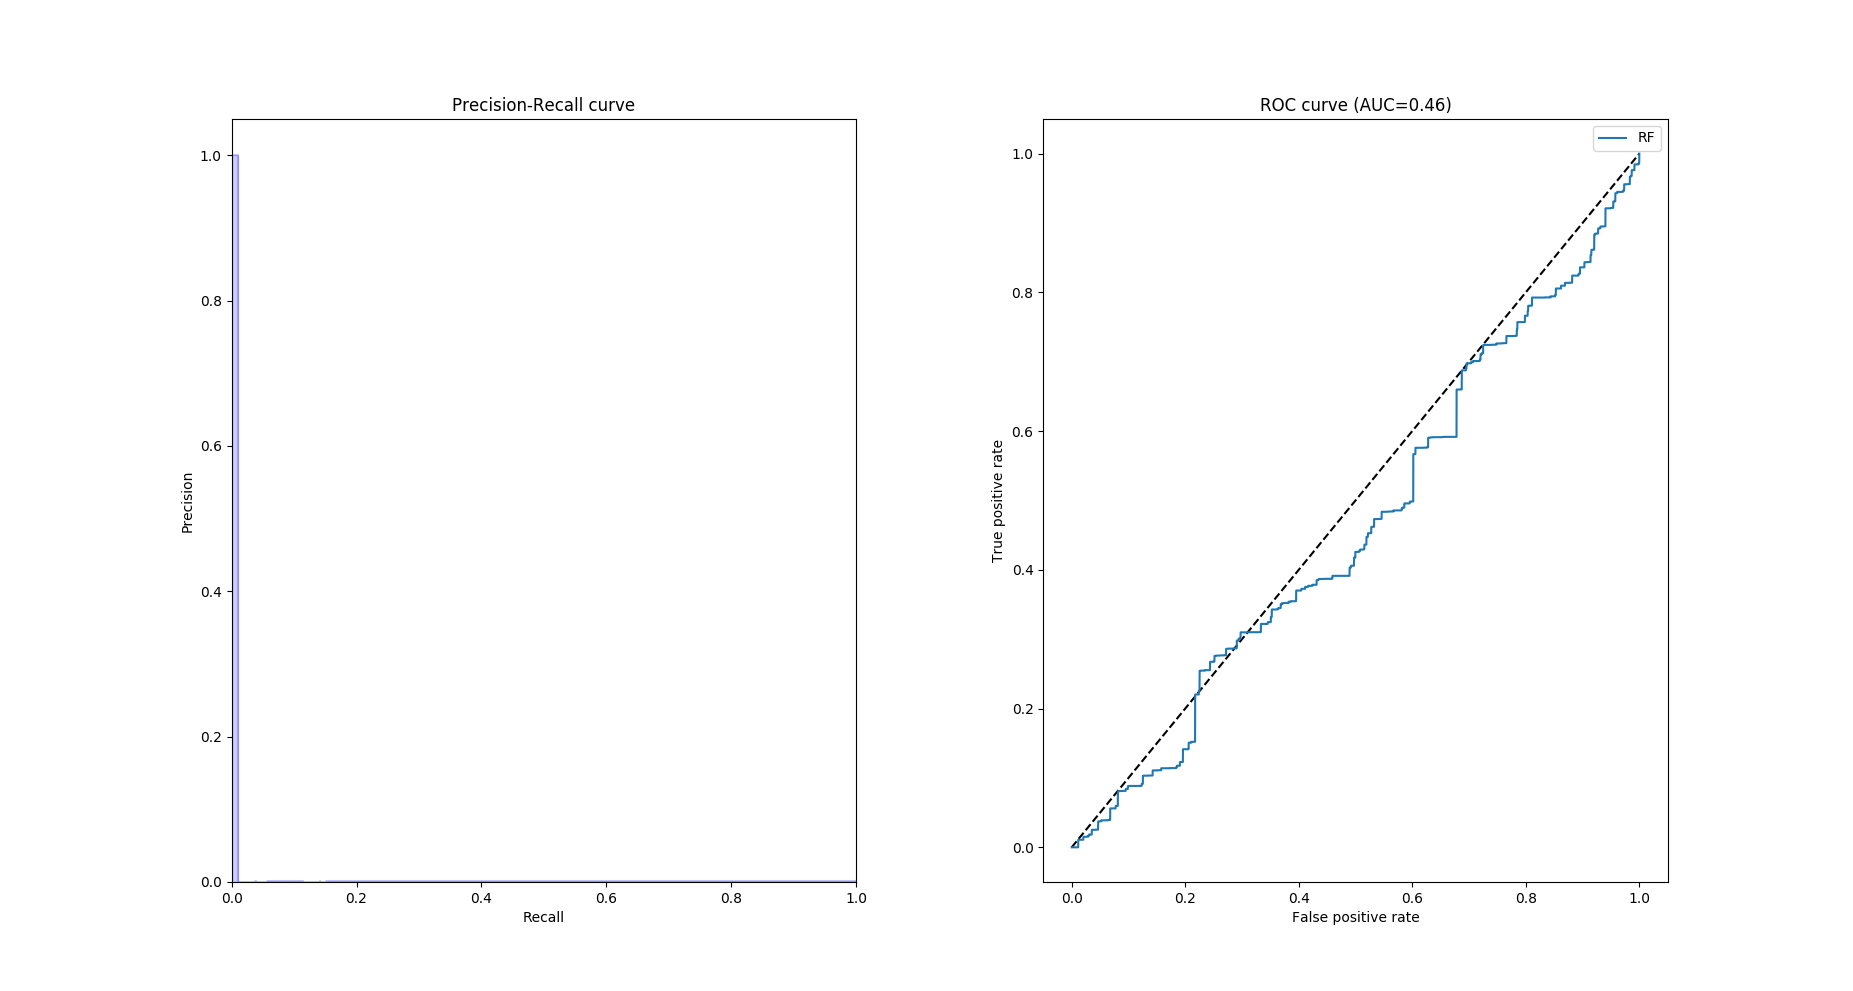 Precision-Recall curve
1.0
0.8
0.6
0.4
0.2
0.0
Precision
0.0 0.2 0.4 0.6 0.8 1.0
Recall
ROC curve (AUC=0.46)
RF
1.0
0.8
0.6
0.4
0.2
0.0
True positive rate
0.0 0.2 0.4 0.6 0.8 1.0
False positive rate